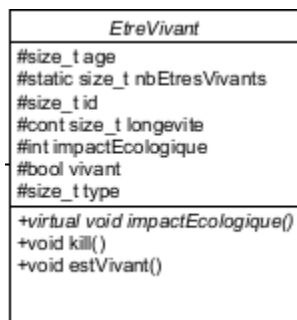 EtreVivant
#size_t age
#static size_t nbEtresVivants
#size_t id
#cont size_t longevite
#int impactEcologique
#bool vivant
#size_t type
+virtual void impactEcologique()
+void kill()
+void estVivant()